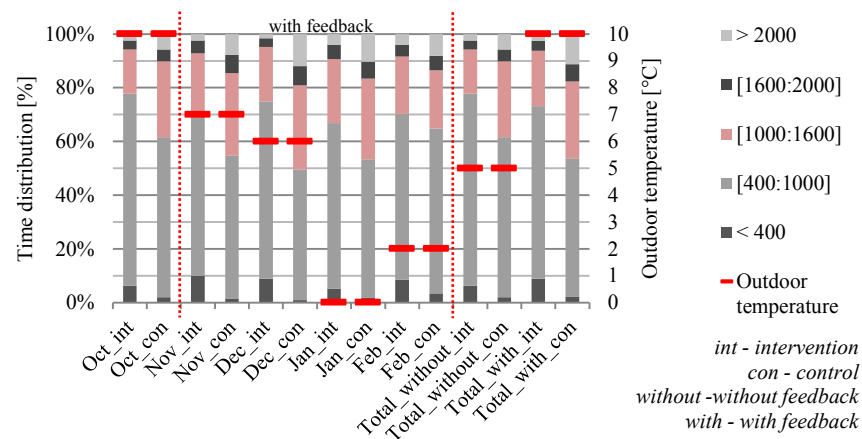 with feedback
Time distribution [%]
100%
80%
60%
40%
20%
0%
Outdoor temperature [°C]
10
9
8
7
6
5
4
3
2
1
0
Oct_int
Oct_con
Nov_int
Nov_con
Dec_int
Dec_con
Jan_int
Jan_con
Feb_int
Feb_con
Total_without_int
Total_without_con
Total_with_int
Total_with_con
> 2000
[1600:2000]
[1000:1600]
[400:1000]
< 400
Outdoor
temperature
int - intervention
con - control
without -without feedback
with - with feedback